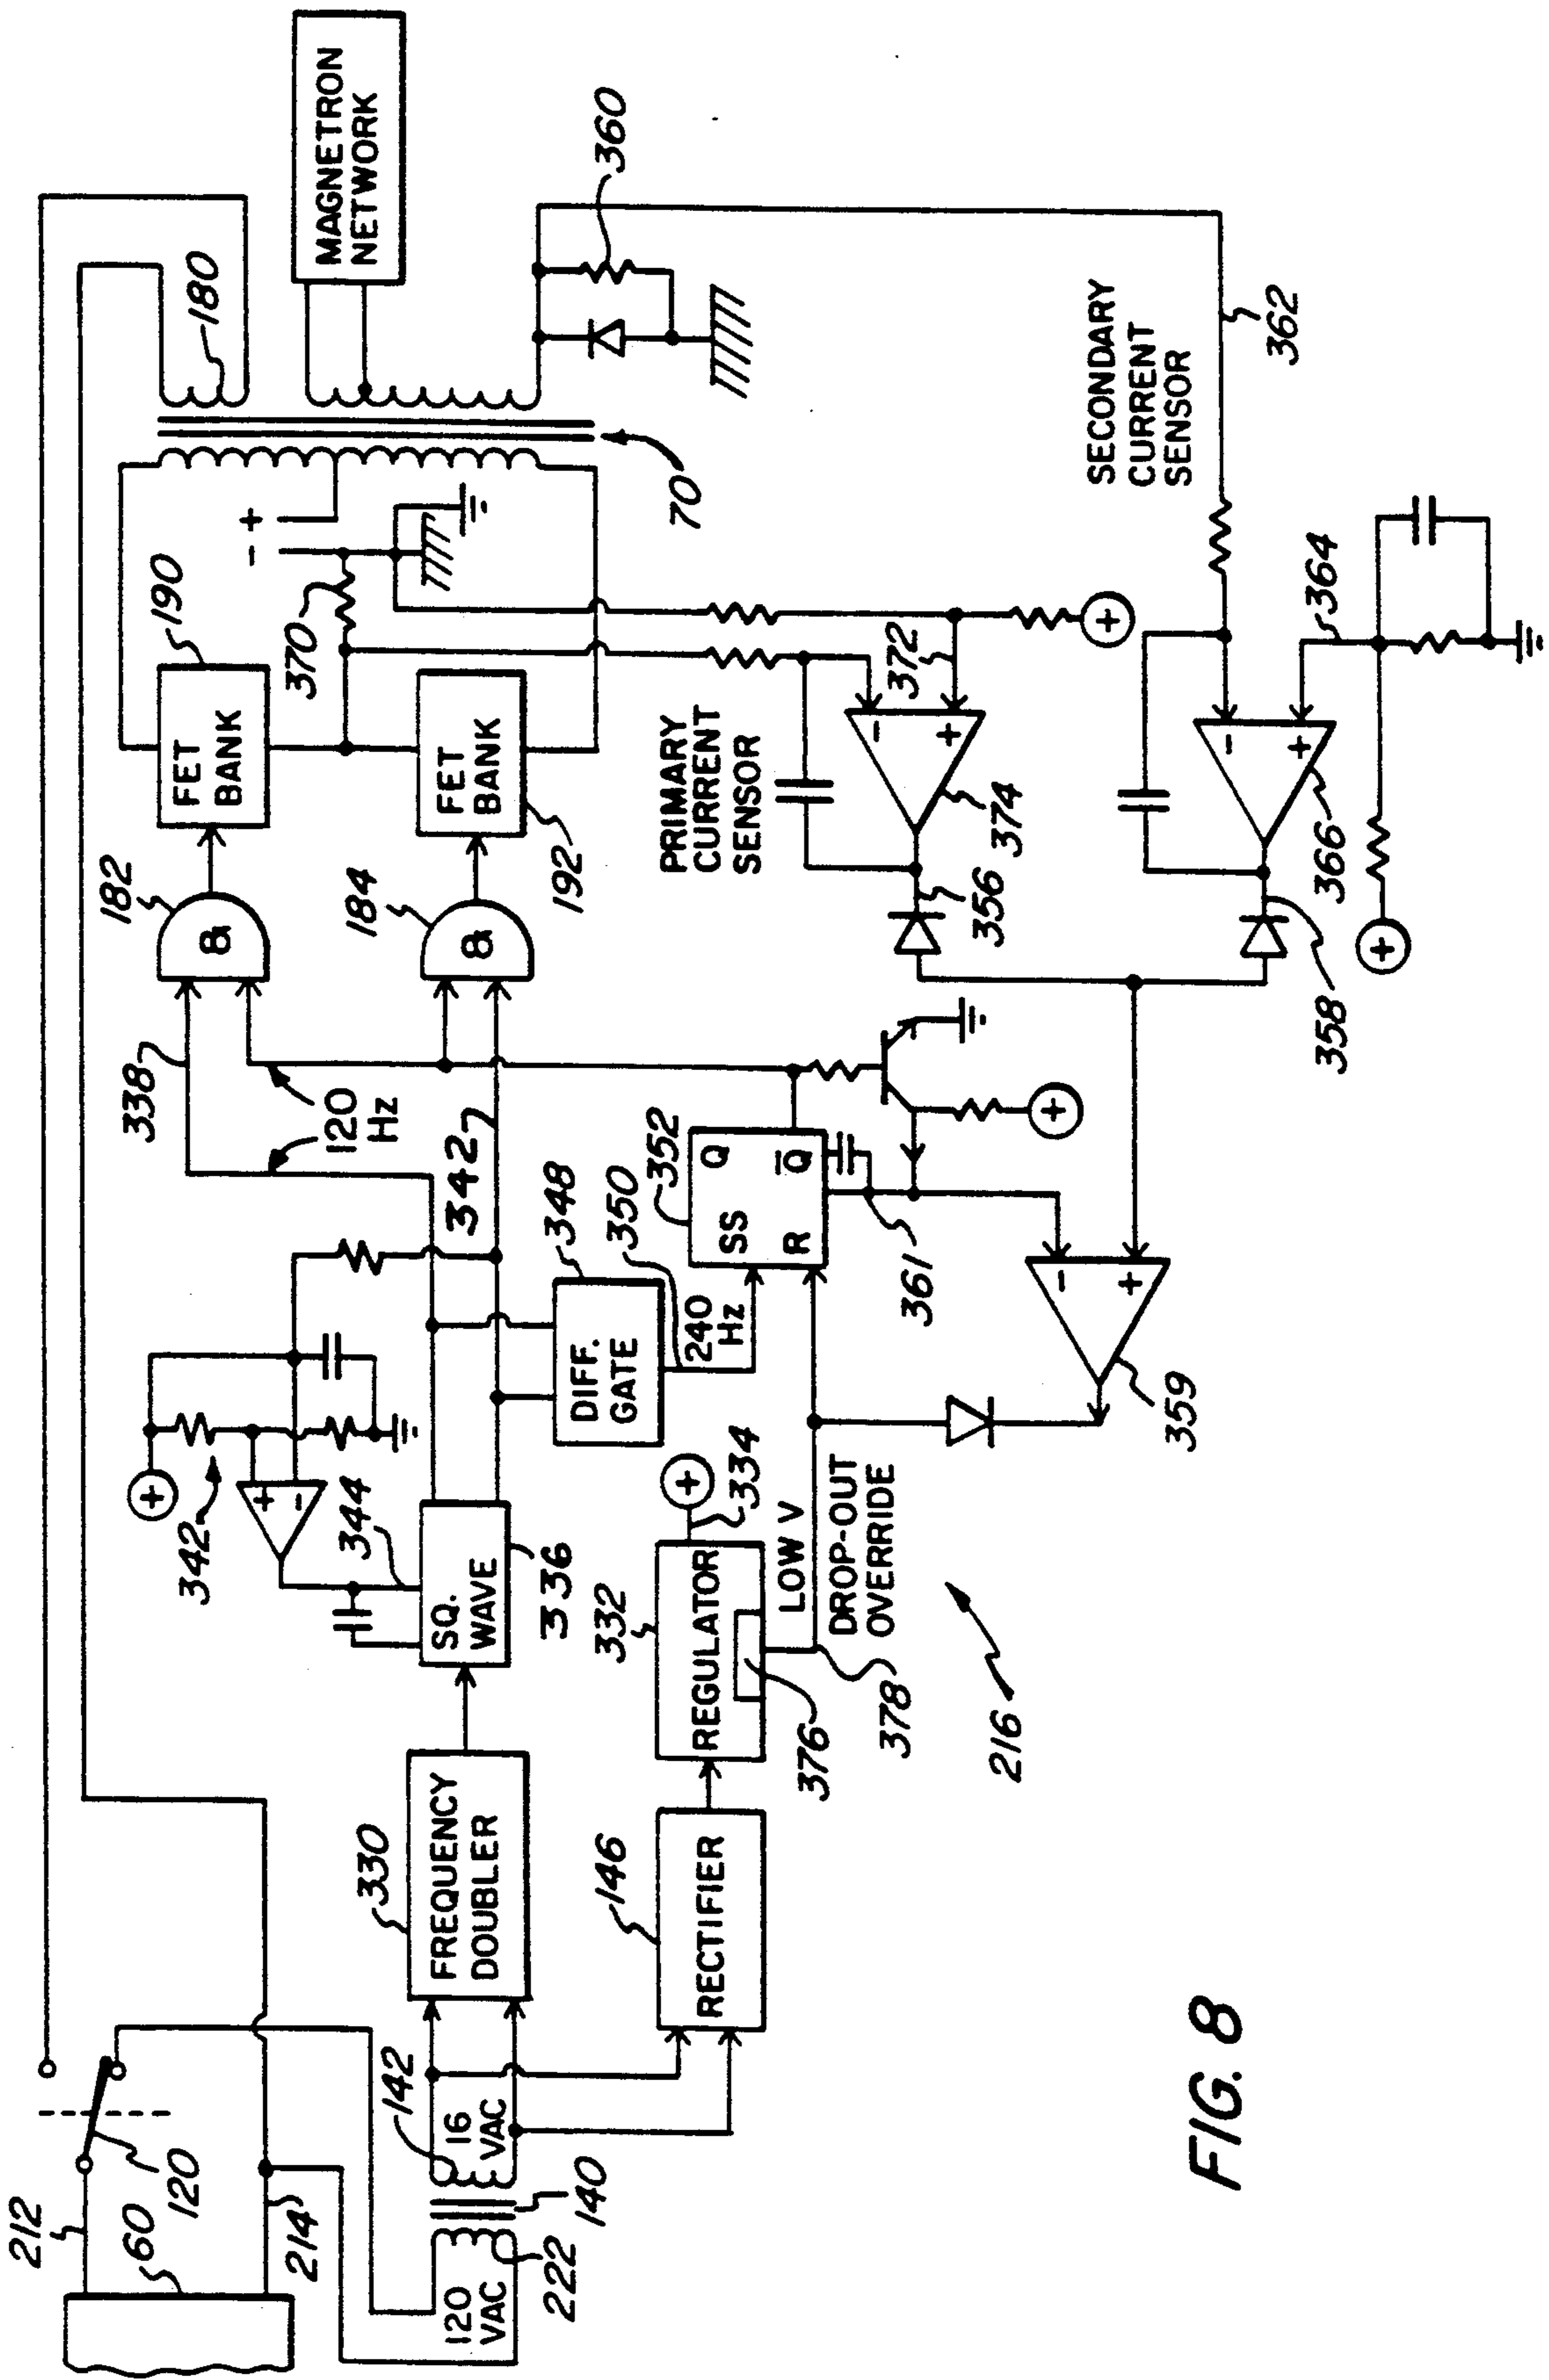 212
60
120
214
120
VAC
222
140
142
16
VAC
330
FREQUENCY
DOUBLER
146
RECTIFIER
342
344
SQ.
WAVE
336
332
REGULATOR
334
376
378
LOW V
DROP-OUT
OVERRIDE
216
338
120
HZ
342
348
DIFF.
GATE
350
240
HZ
352
SS
Q
R
Q̅
361
-
+
359
182
&
184
&
190
FET
BANK
FET
BANK
192
370
-
+
180
MAGNETRON
NETWORK
70
360
PRIMARY
CURRENT
SENSOR
372
-
+
374
356
SECONDARY
CURRENT
SENSOR
362
364
-
+
366
358
+
+
+
+
+
+
-
FIG. 8